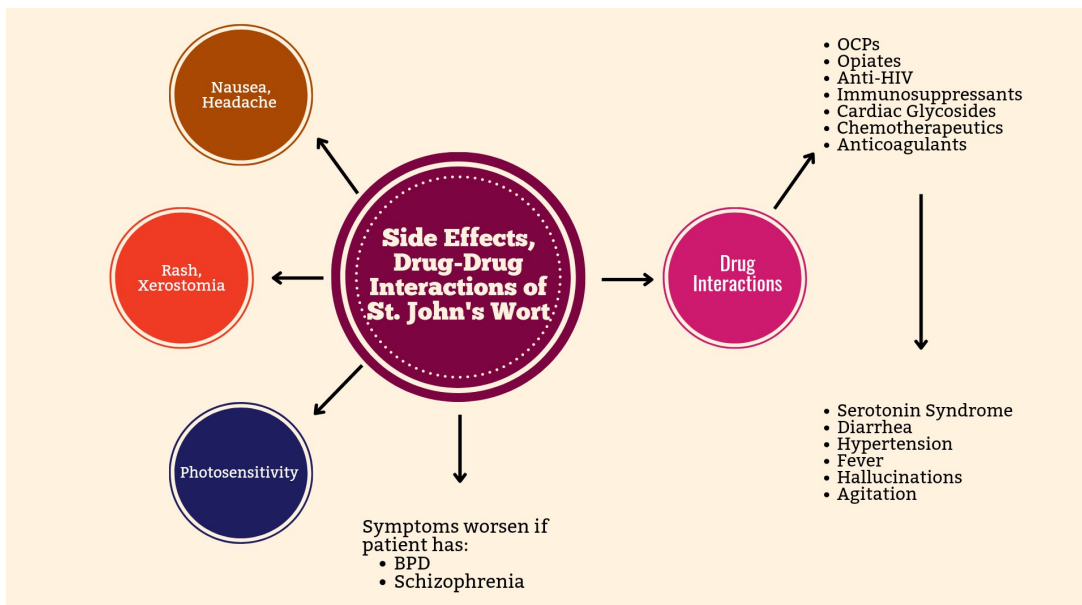 Nausea,
Headache
Rash,
Xerostomia
Photosensitivity
Side Effects,
Drug-Drug
Interactions of
St. John's Wort
Symptoms worsen if
patient has:
• BPD
• Schizophrenia
Drug
Interactions
• OCPs
• Opiates
• Anti-HIV
• Immunosuppressants
• Cardiac Glycosides
• Chemotherapeutics
• Anticoagulants
• Serotonin Syndrome
• Diarrhea
• Hypertension
• Fever
• Hallucinations
• Agitation